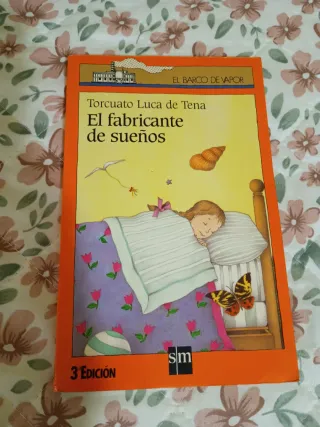 EL BARCO DE VAPOR
Torcuato Luca de Tena
El fabricante
de sueños
3ª EDICIÓN
sm